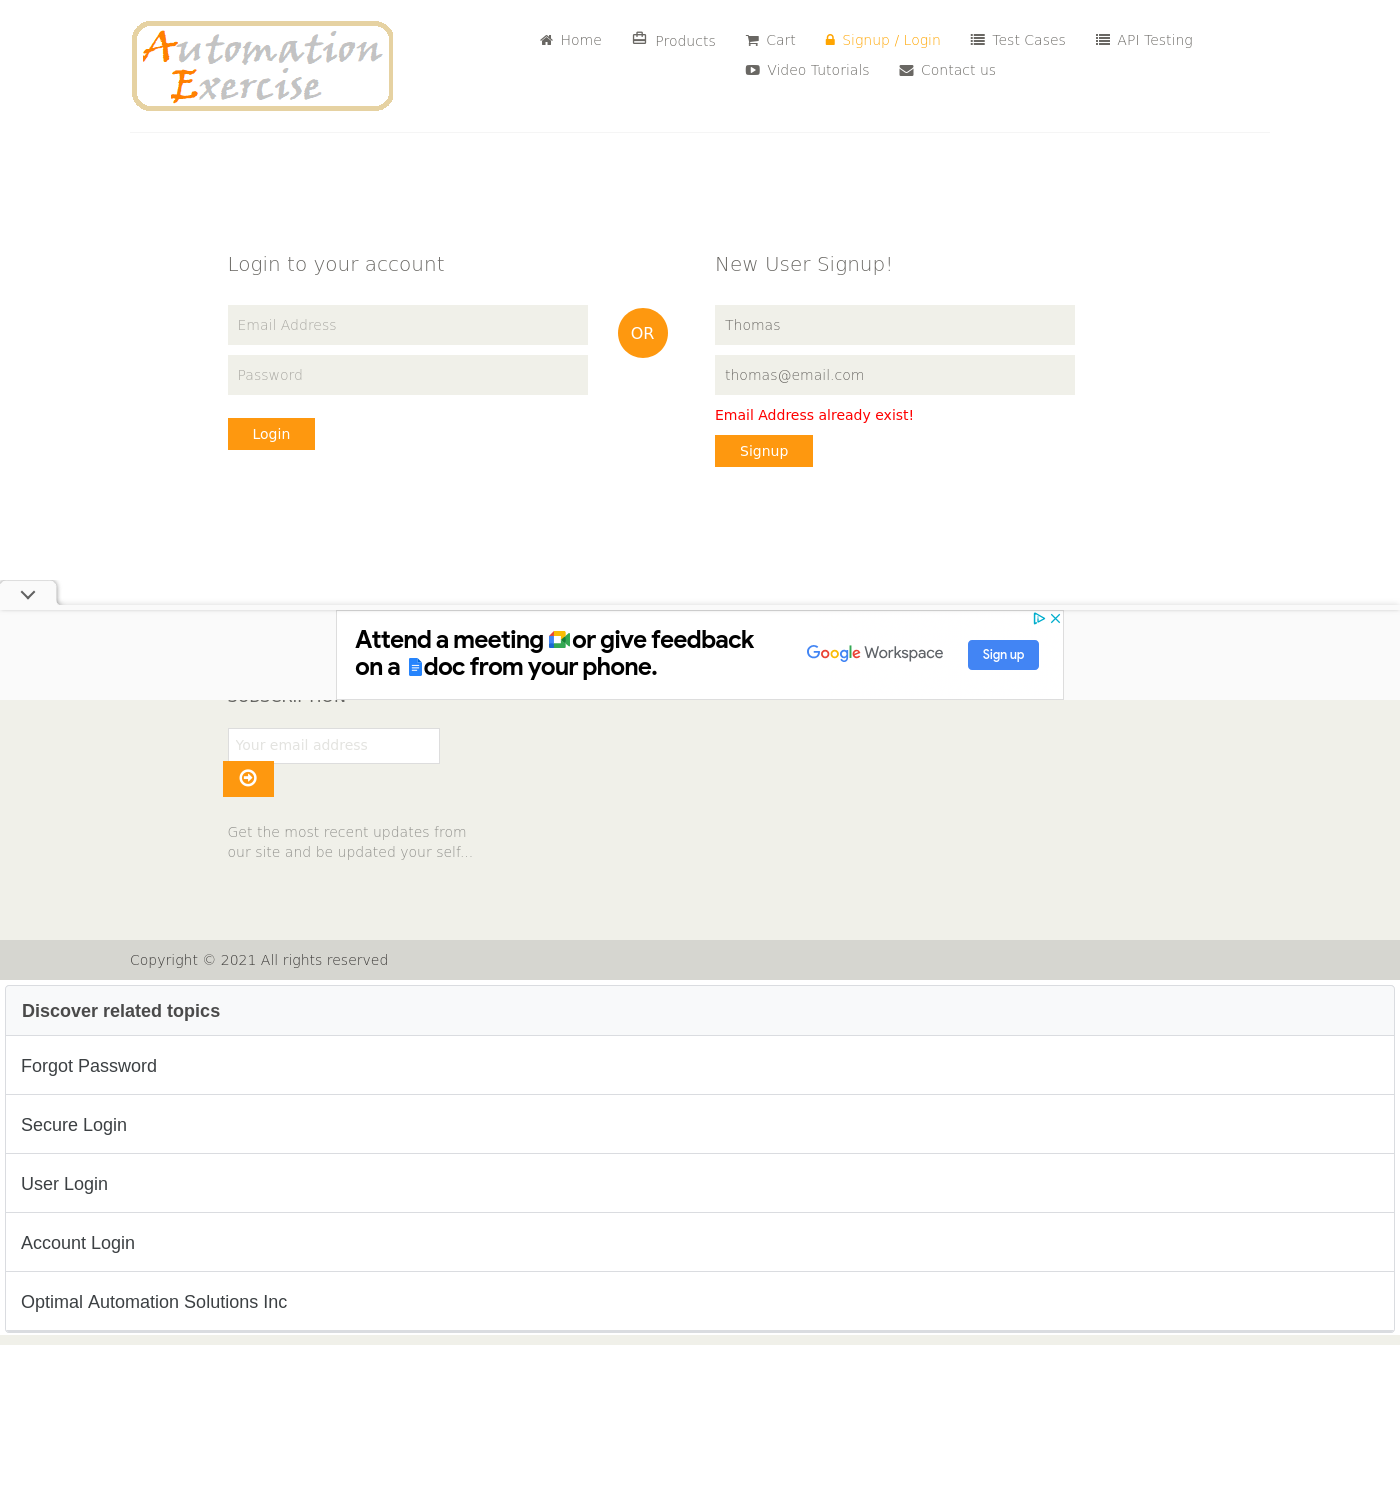 Automation
Exercise
Home
Products
Cart
Signup / Login
Test Cases
API Testing
Video Tutorials
Contact us
Login to your account
Email Address
Password
Login
OR
New User Signup!
Thomas
thomas@email.com
Email Address already exist!
Signup
Attend a meeting or give feedback
on a doc from your phone.
Google Workspace
Sign up
SUBSCRIPTION
Your email address
Get the most recent updates from
our site and be updated your self...
Copyright © 2021 All rights reserved
Discover related topics
Forgot Password
Secure Login
User Login
Account Login
Optimal Automation Solutions Inc